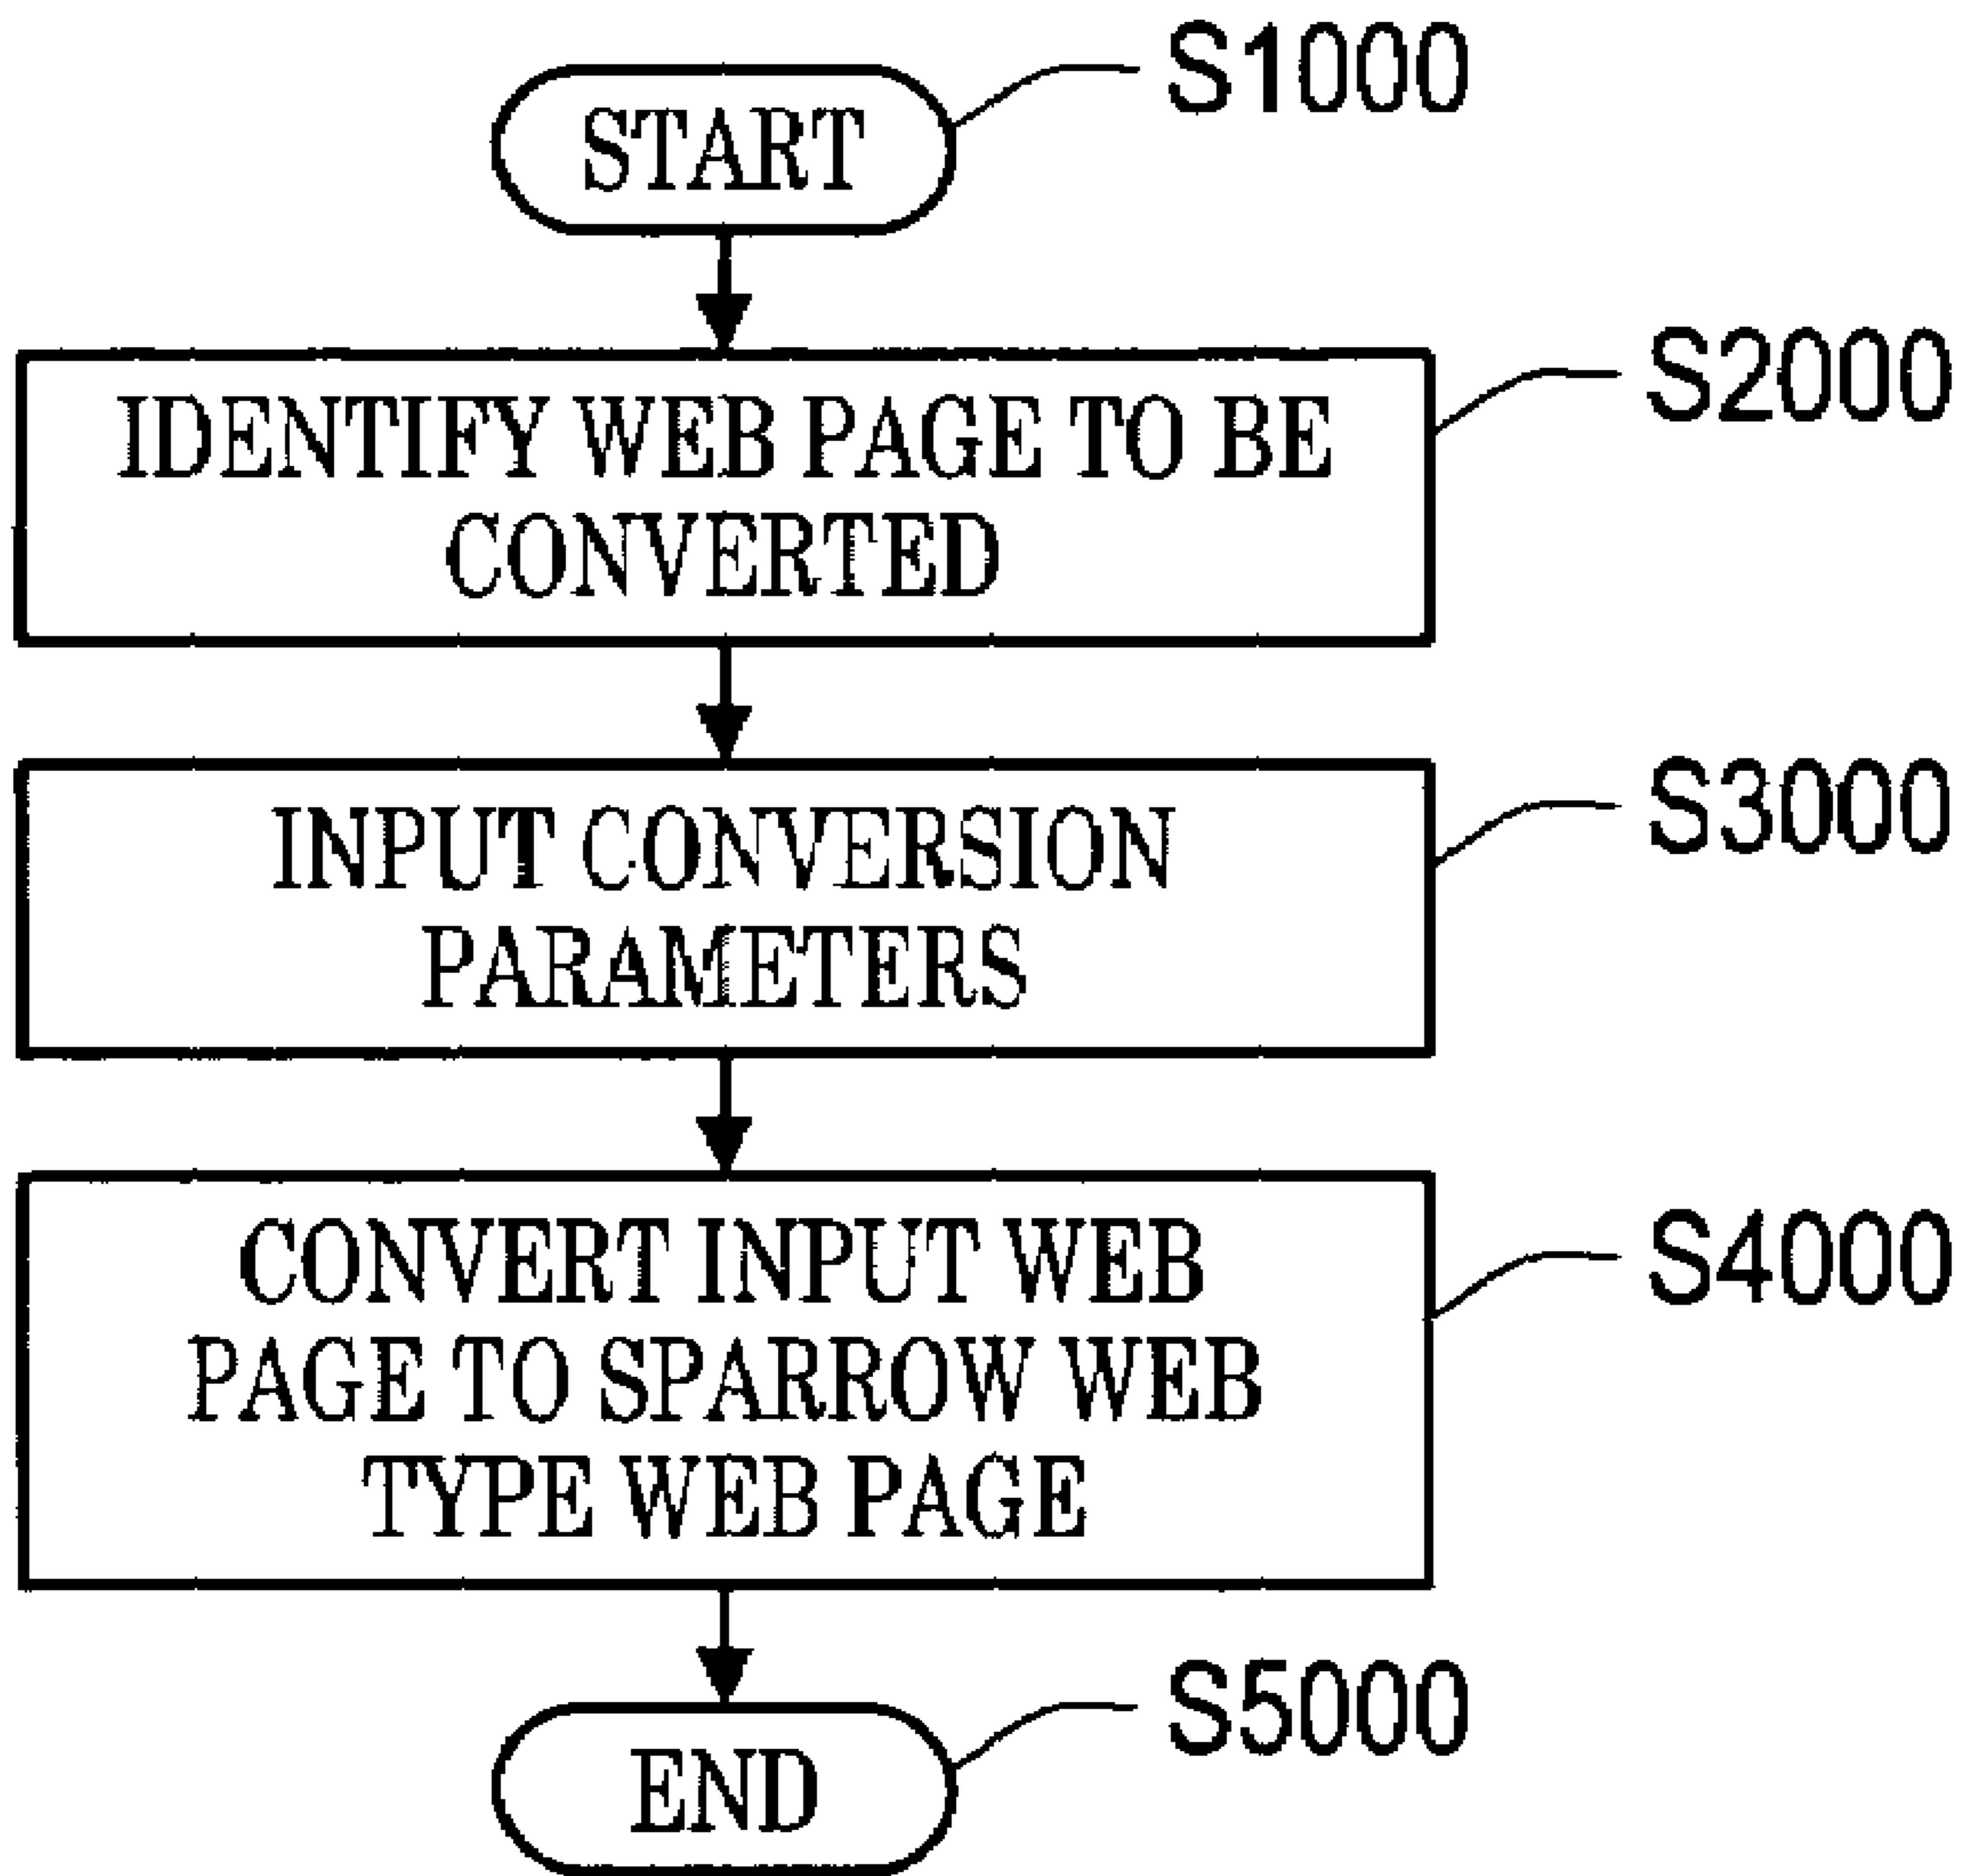 START
S1000
IDENTIFY WEB PAGE TO BE
CONVERTED
S2000
INPUT CONVERSION
PARAMETERS
S3000
CONVERT INPUT WEB
PAGE TO SPARROW WEB
TYPE WEB PAGE
S4000
END
S5000